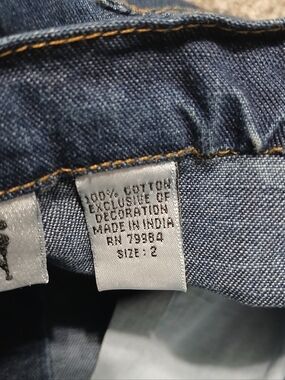 100% COTTON
EXCLUSIVE OF
DECORATION
MADE IN INDIA
RN 79984
SIZE: 2